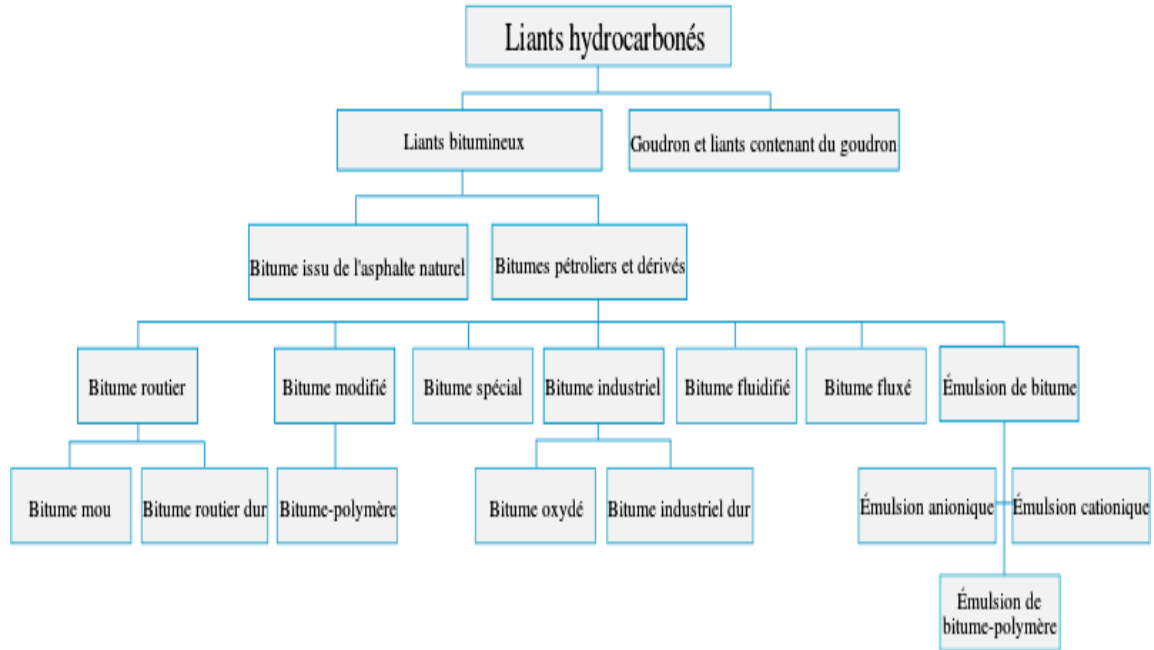 Liants hydrocarbonés
Liants bitumineux
Goudron et liants contenant du goudron
Bitume issu de l'asphalte naturel
Bitumes pétroliers et dérivés
Bitume routier
Bitume modifié
Bitume spécial
Bitume industriel
Bitume fluidifié
Bitume fluxé
Émulsion de bitume
Bitume mou
Bitume routier dur
Bitume-polymère
Bitume oxydé
Bitume industriel dur
Émulsion anionique
Émulsion cationique
Émulsion de
bitume-polymère